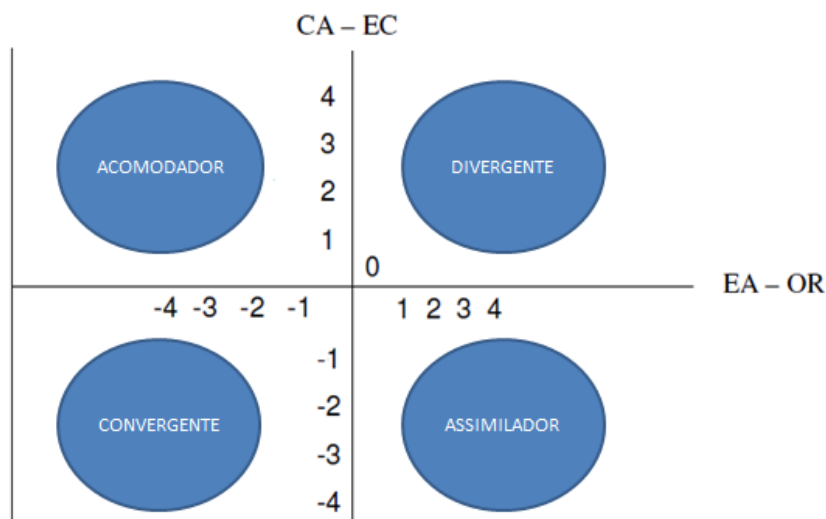 CA – EC
4
3
ACOMODADOR DIVERGENTE
2
1
0
EA – OR
-4 -3 -2 -1 1 2 3 4
-1
-2
CONVERGENTE ASSIMILADOR
-3
-4